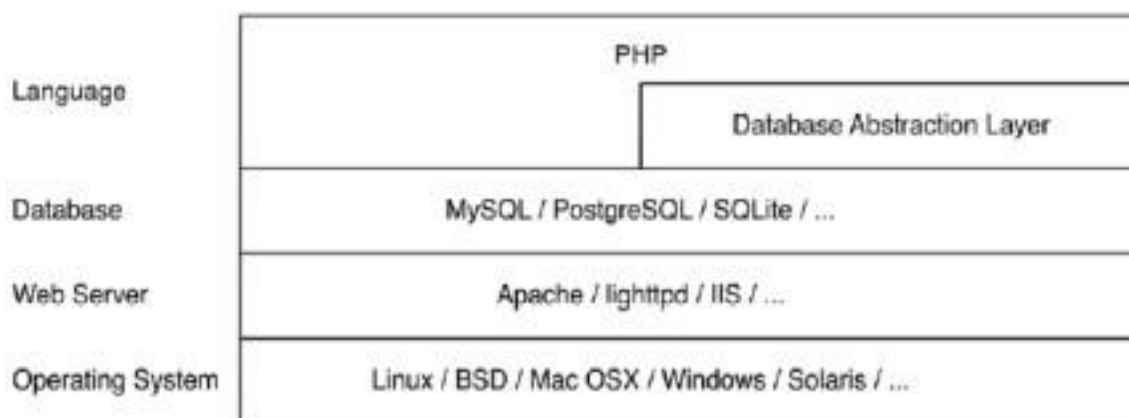 PHP
Language
Database Abstraction Layer
Database
MySQL / PostgreSQL / SQLite / ...
Web Server
Apache / lighttpd / IIS / ...
Operating System
Linux / BSD / Mac OSX / Windows / Solaris / ...